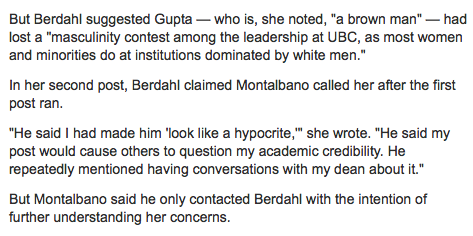 But Berdahl suggested Gupta — who is, she noted, "a brown man" — had
lost a "masculinity contest among the leadership at UBC, as most women
and minorities do at institutions dominated by white men."
In her second post, Berdahl claimed Montalbano called her after the first
post ran.
"He said I had made him 'look like a hypocrite,'" she wrote. "He said my
post would cause others to question my academic credibility. He
repeatedly mentioned having conversations with my dean about it."
But Montalbano said he only contacted Berdahl with the intention of
further understanding her concerns.